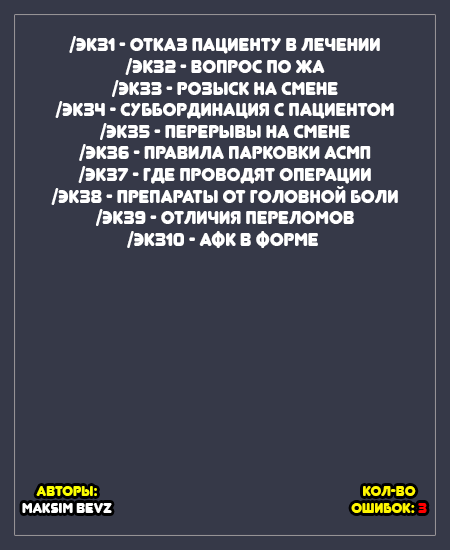 /ЭКЗ1 - ОТКАЗ ПАЦИЕНТУ В ЛЕЧЕНИИ
/ЭКЗ2 - ВОПРОС ПО ЖА
/ЭКЗ3 - РОЗЫСК НА СМЕНЕ
/ЭКЗ4 - СУББОРДИНАЦИЯ С ПАЦИЕНТОМ
/ЭКЗ5 - ПЕРЕРЫВЫ НА СМЕНЕ
/ЭКЗ6 - ПРАВИЛА ПАРКОВКИ АСМП
/ЭКЗ7 - ГДЕ ПРОВОДЯТ ОПЕРАЦИИ
/ЭКЗ8 - ПРЕПАРАТЫ ОТ ГОЛОВНОЙ БОЛИ
/ЭКЗ9 - ОТЛИЧИЯ ПЕРЕЛОМОВ
/ЭКЗ10 - АФК В ФОРМЕ
АВТОРЫ:
MAKSIM BEVZ
КОЛ-ВО
ОШИБОК: 3